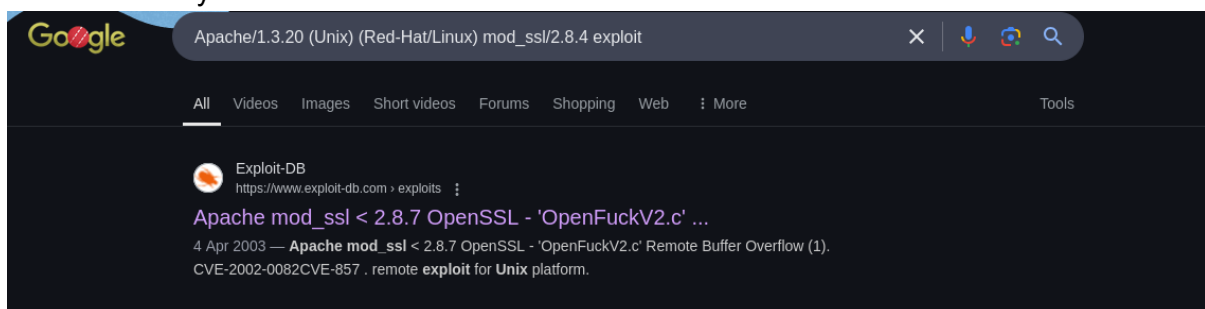 Google
Apache/1.3.20 (Unix) (Red-Hat/Linux) mod_ssl/2.8.4 exploit
All Videos Images Short videos Forums Shopping Web More Tools
Exploit-DB
https://www.exploit-db.com › exploits
Apache mod_ssl < 2.8.7 OpenSSL - 'OpenFuckV2.c' ...
4 Apr 2003 — Apache mod_ssl < 2.8.7 OpenSSL - 'OpenFuckV2.c' Remote Buffer Overflow (1).
CVE-2002-0082CVE-857 . remote exploit for Unix platform.